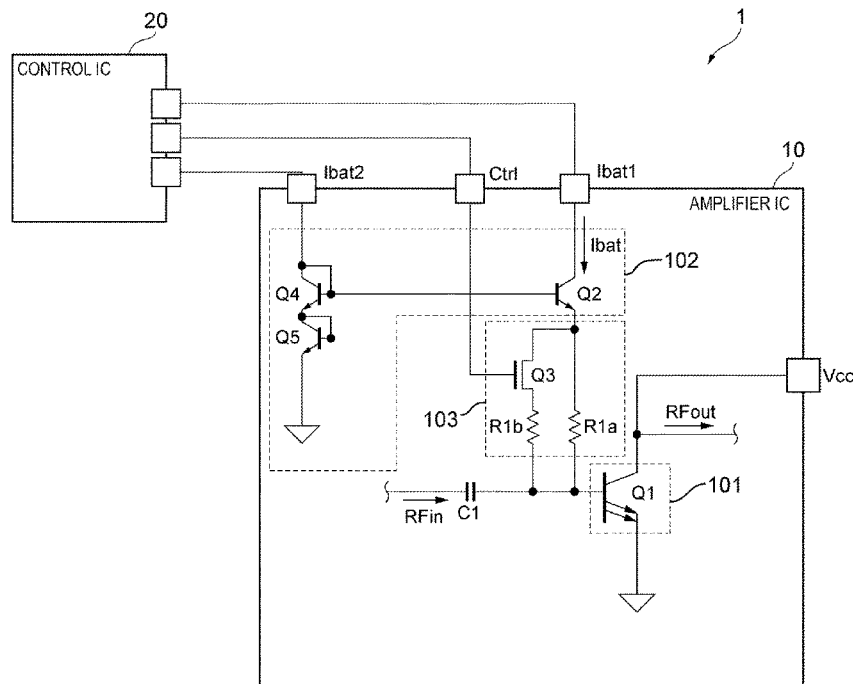 1
20
CONTROL IC
10
Ibat2
Ctrl
Ibat1
AMPLIFIER IC
Ibat
102
Q4
Q2
Q5
Q3
Vcc
103
R1b
R1a
RFout
101
Q1
RFin
C1